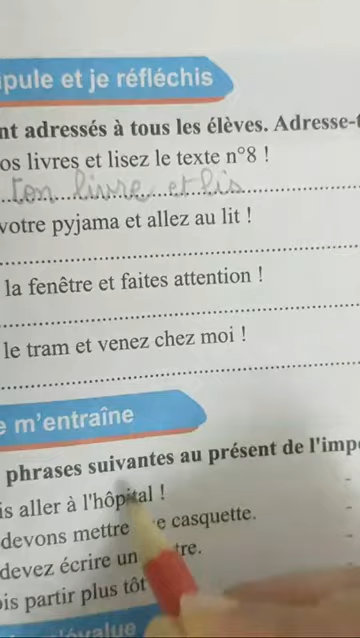 pule et je réfléchis
nt adressés à tous les élèves. Adresse-t
os livres et lisez le texte n°8 !
ton livre et lis
votre pyjama et allez au lit !
la fenêtre et faites attention !
le tram et venez chez moi !
e m'entraîne
phrases suivantes au présent de l'impé
is aller à l'hôpital !
devons mettre e casquette.
devez écrire un tre.
is partir plus tôt
évalue